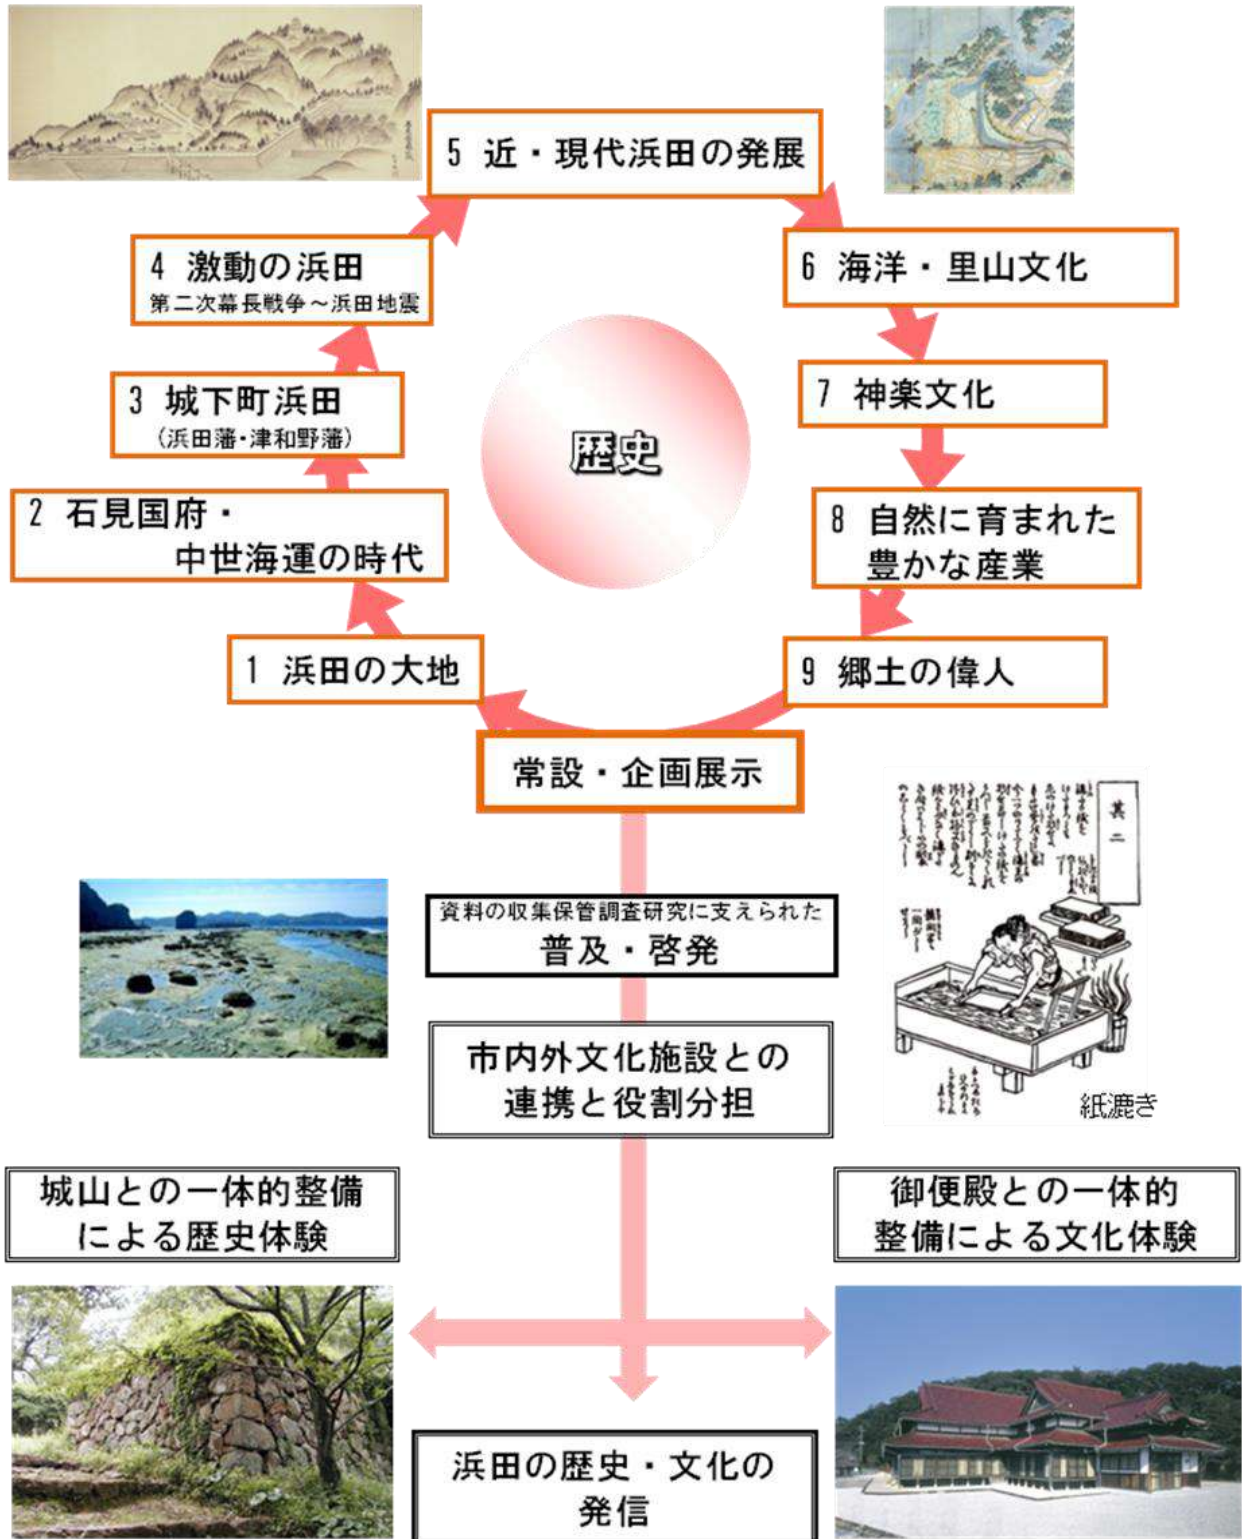 5 近・現代浜田の発展
4 激動の浜田
第二次幕長戦争～浜田地震
6 海洋・里山文化
3 城下町浜田
(浜田藩・津和野藩)
7 神楽文化
歴史
2 石見国府・
中世海運の時代
8 自然に育まれた
豊かな産業
1 浜田の大地
9 郷土の偉人
常設・企画展示
其二
資料の収集保管調査研究に支えられた
普及・啓発
市内外文化施設との
連携と役割分担
紙漉き
城山との一体的整備
による歴史体験
御便殿との一体的
整備による文化体験
浜田の歴史・文化の
発信